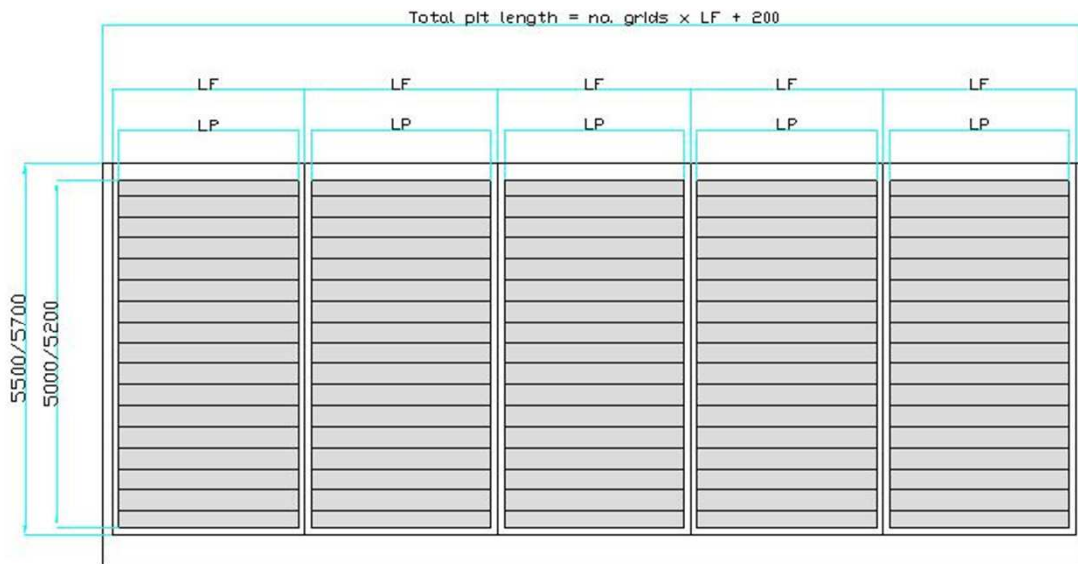 Total pit length = no. grids x LF + 200
LF LF LF LF LF
LP LP LP LP LP
5500/5700
5000/5200